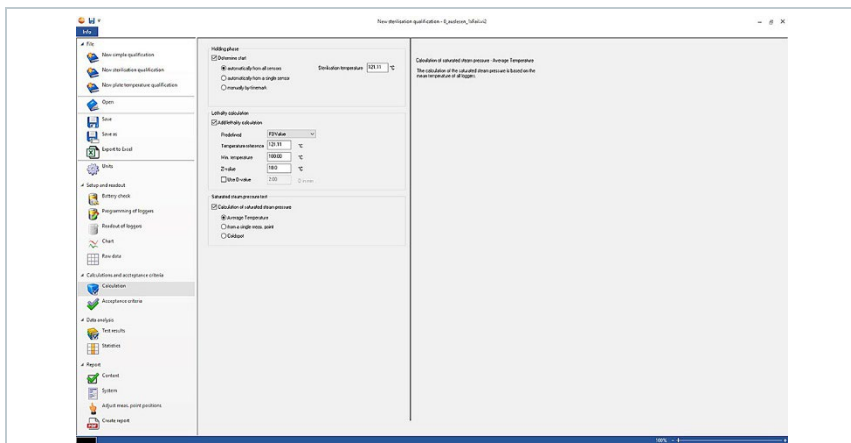 New sterilisation qualification
Info
File
New simple qualification
New sterilisation qualification
New plate temperature qualification
Open
Save
Save as
Export to Excel
Units
Setup and readout
Battery check
Programming of loggers
Readout of loggers
Chart
Raw data
Calculations and acceptance criteria
Calculation
Acceptance criteria
Data analysis
Test results
Statistics
Report
Content
System
Adjust meas. point positions
Create report
Holding phase
Determine start
automatically from all sensors
Sterilisation temperature 121.11 °C
automatically from a single sensor
manually by timemark
Lethality calculation
Add lethality calculation
Predefined F0 Value
Temperature reference 121.11 °C
Min. temperature 100.00 °C
Z-value 10.0 °C
Use D-value 2.00
Saturated steam pressure test
Calculation of saturated steam pressure
Average Temperature
from a single meas. point
Coldspot
Calculation of saturated steam pressure - Average Temperature
The calculation of the saturated steam pressure is based on the
mean temperature of all loggers.
100%